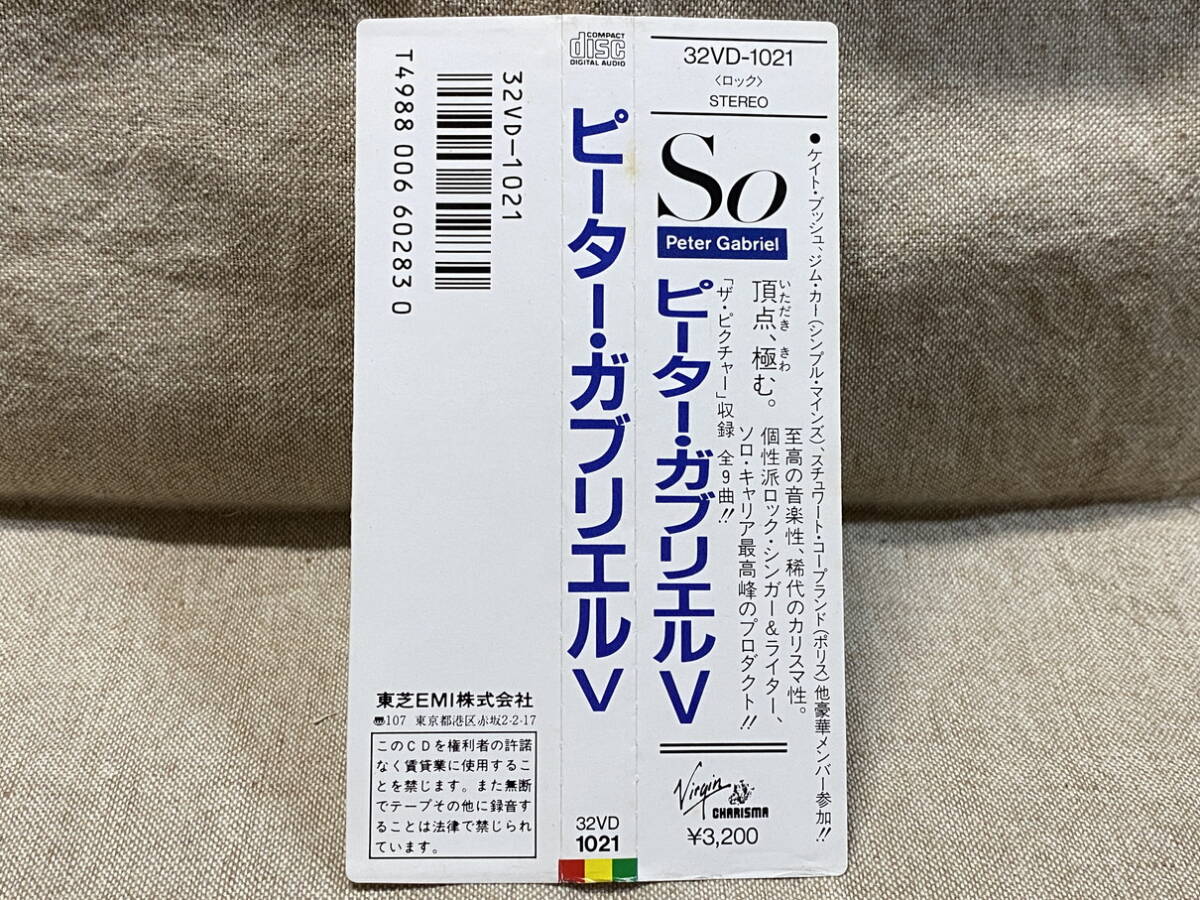 32VD-1021
T4988 006 60283 0
東芝EMI株式会社
107 東京都港区赤坂2-2-17
このCDを権利者の許諾
なく賃貸業に使用するこ
とを禁じます。また無断
でテープその他に録音す
ることは法律で禁じられ
ています。
COMPACT
disc
DIGITAL AUDIO
ピーター・ガブリエル V
32VD
1021
32VD-1021
〈ロック〉
STEREO
So
Peter Gabriel
●ケイト・ブッシュ、ジム・カー(シンプル・マインズ)、スチュワート・コープランド(ポリス)他豪華メンバー参加!!
いただき きわ
頂点、極む。
至高の音楽性、稀代のカリスマ性。
個性派ロック・シンガー&ライター、
ソロ・キャリア最高峰のプロダクト!!
「ザ・ピクチャー」収録 全9曲!!
ピーター・ガブリエル V
Virgin
CHARISMA
¥3,200